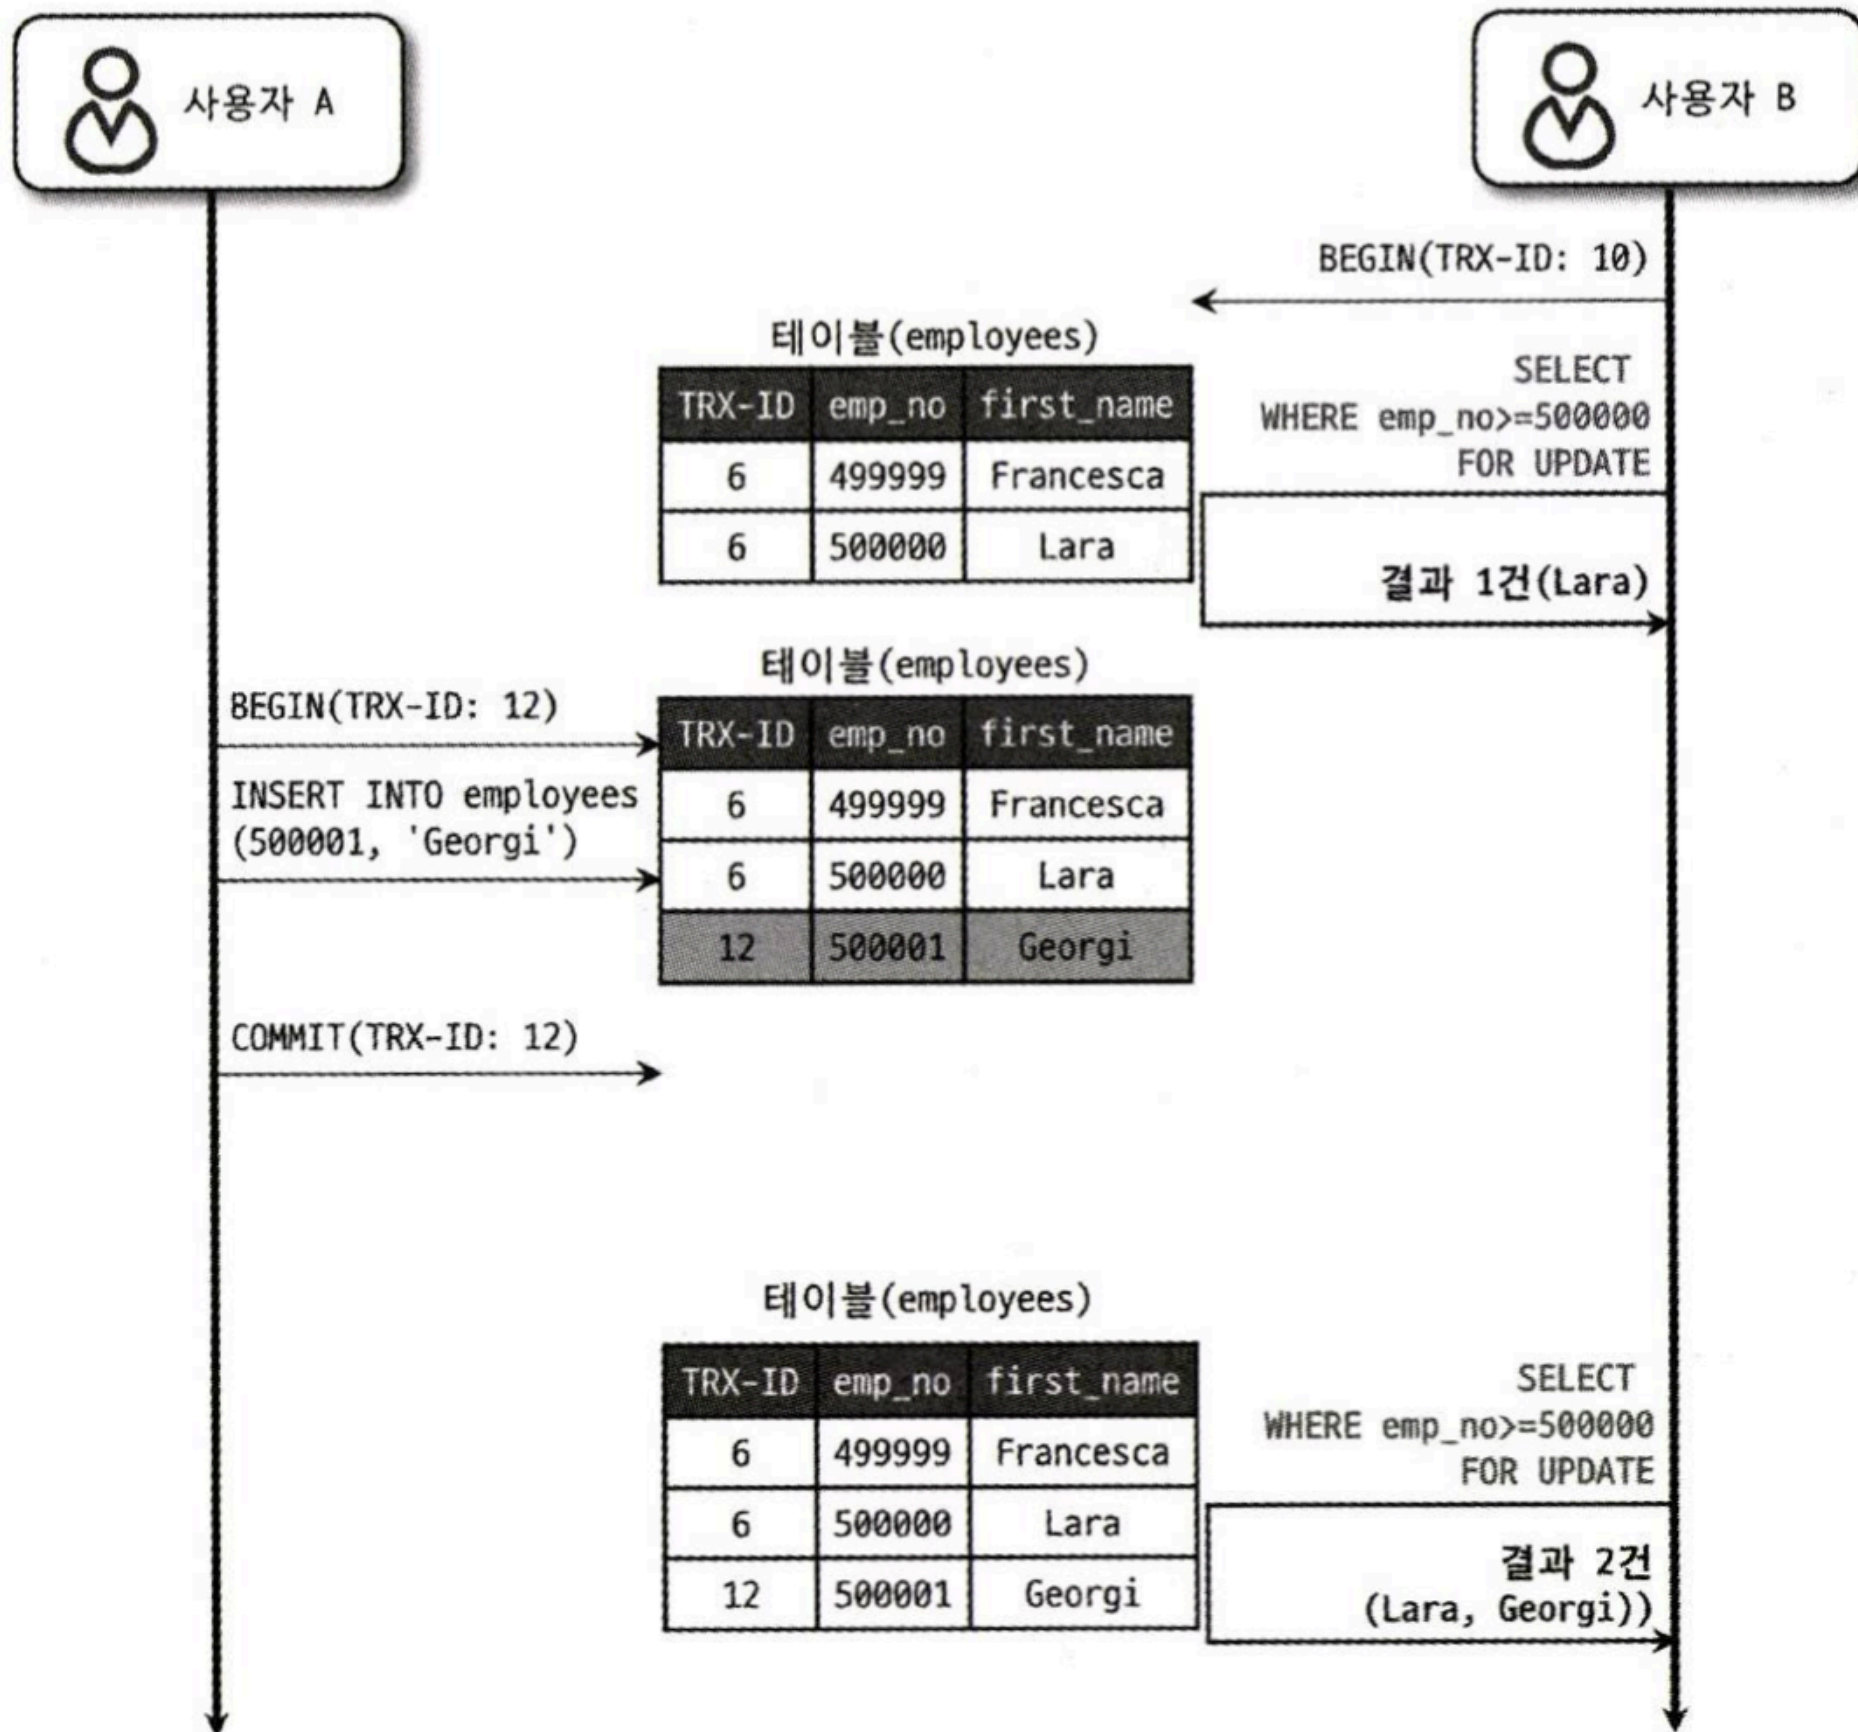 사용자 A
사용자 B
BEGIN(TRX-ID: 10)
테이블(employees)
TRX-ID emp_no first_name
6 499999 Francesca
6 500000 Lara
SELECT
WHERE emp_no>=500000
FOR UPDATE
결과 1건(Lara)
BEGIN(TRX-ID: 12)
INSERT INTO employees
(500001, 'Georgi')
테이블(employees)
TRX-ID emp_no first_name
6 499999 Francesca
6 500000 Lara
12 500001 Georgi
COMMIT(TRX-ID: 12)
테이블(employees)
TRX-ID emp_no first_name
6 499999 Francesca
6 500000 Lara
12 500001 Georgi
SELECT
WHERE emp_no>=500000
FOR UPDATE
결과 2건
(Lara, Georgi))